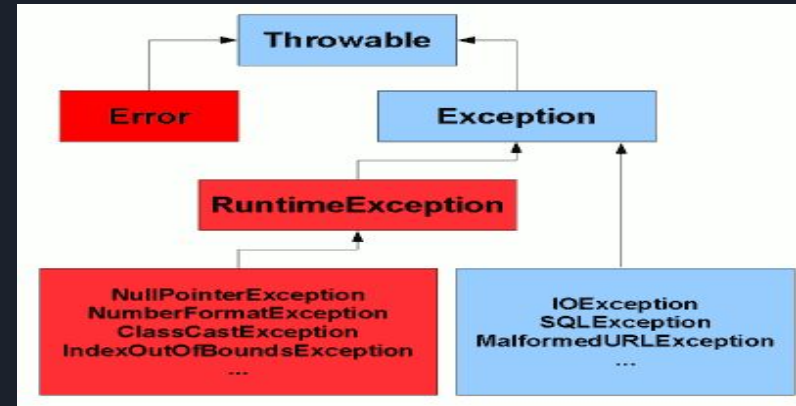 Throwable
Error
Exception
RuntimeException
NullPointerException
NumberFormatException
ClassCastException
IndexOutOfBoundsException
...
IOException
SQLException
MalformedURLException
...